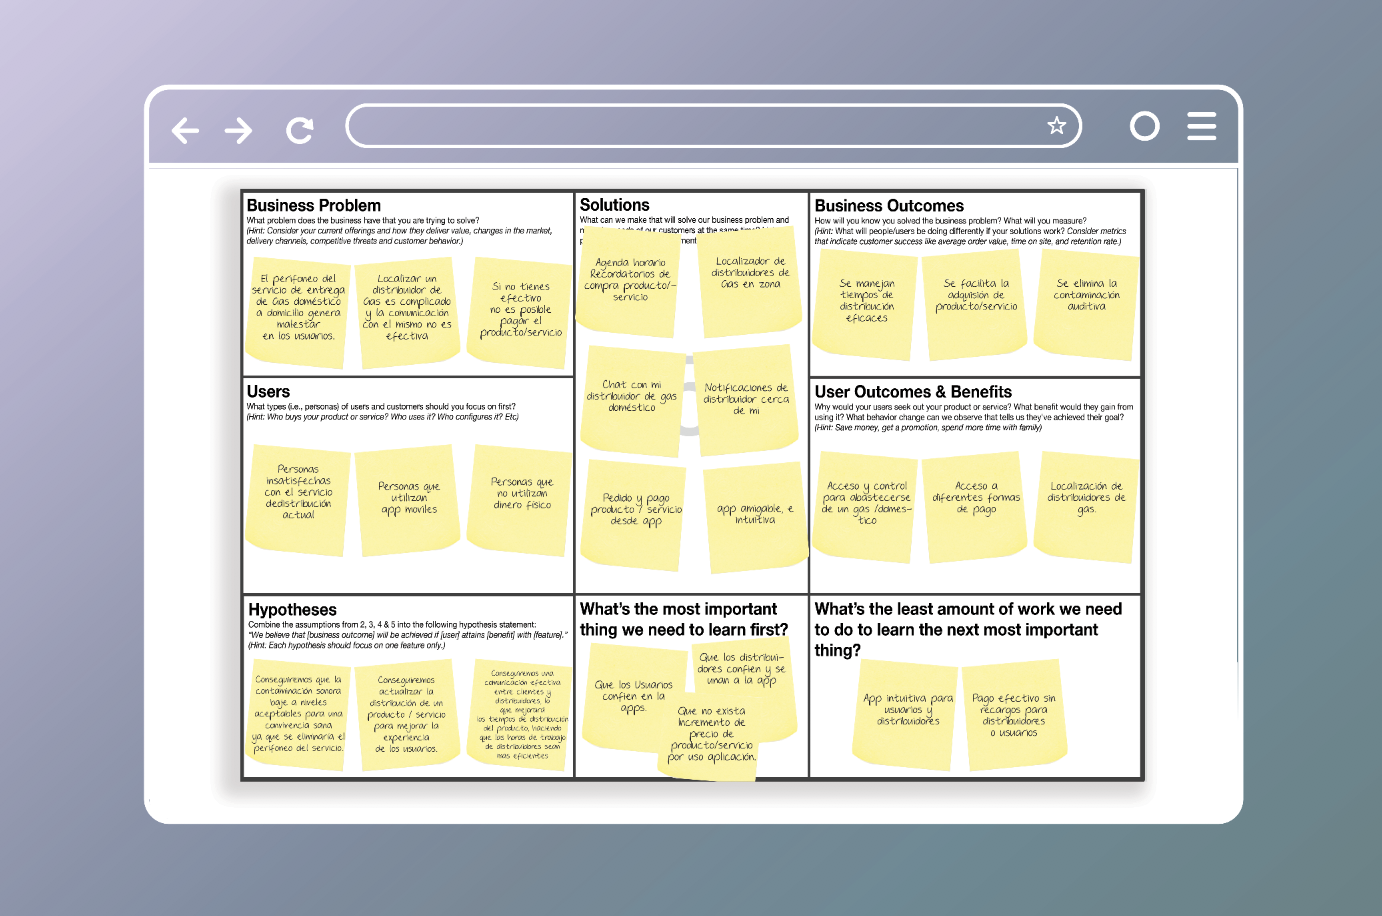 Business Problem
What problem does the business have that you are trying to solve?
(Hint: Consider your current offerings and how they deliver value, changes in the market,
delivery channels, competitive threats and customer behavior.)
El perifoneo del
servicio de entrega
de Gas doméstico
a domicilio genera
malestar
en los usuarios.
Localizar un
distribuidor de
Gas es complicado
y la comunicación
con el mismo no es
efectiva
Si no tienes
efectivo
no es posible
pagar el
producto/servicio
Solutions
What can we make that will solve our business problem and
our customers at the same time?
Agenda horario
Recordatorios de
compra producto/-
servicio
Localizador de
distribuidores de
Gas en zona
Chat con mi
distribuidor de gas
doméstico
Notificaciones de
distribuidor cerca
de mi
Pedido y pago
producto / servicio
desde app
app amigable, e
intuitiva
Business Outcomes
How will you know you solved the business problem? What will you measure?
(Hint: What will people/users be doing differently if your solutions work? Consider metrics
that indicate customer success like average order value, time on site, and retention rate.)
Se manejan
tiempos de
distribución
eficaces
Se facilita la
adquisión de
producto/servicio
Se elimina la
contaminación
auditiva
Users
What types (i.e., personas) of users and customers should you focus on first?
(Hint: Who buys your product or service? Who uses it? Who configures it? Etc)
Personas
insatisfechas
con el servicio
dedistribución
actual
Personas que
utilizan
app moviles
Personas que
no utilizan
dinero físico
User Outcomes & Benefits
Why would your users seek out your product or service? What benefit would they gain from
using it? What behavior change can we observe that tells us they've achieved their goal?
(Hint: Save money, get a promotion, spend more time with family)
Acceso y control
para abastecerse
de un gas /domes-
tico
Acceso a
diferentes formas
de pago
Localización de
distribuidores de
gas.
Hypotheses
Combine the assumptions from 2, 3, 4 & 5 into the following hypothesis statement:
"We believe that [business outcome] will be achieved if [user] attains [benefit] with [feature]."
(Hint: Each hypothesis should focus on one feature only.)
Conseguiremos que la
contaminación sonora
baje a niveles
aceptables para una
convivencia sana
ya que se eliminaría el
perifoneo del servicio.
Conseguiremos
actualizar la
distribución de un
producto / servicio
para mejorar la
experiencia
de los usuarios.
Conseguiremos una
comunicación efectiva
entre clientes y
distribuidores, lo
que mejorará
los tiempos de distribución
del producto, haciendo
que las horas de trabajo
de distribuidores sean
mas eficientes
What's the most important
thing we need to learn first?
Que los Usuarios
confíen en la
apps.
Que los distribui-
dores confíen y se
unan a la app
Que no exista
incremento de
precio de
producto/servicio
por uso aplicación.
What's the least amount of work we need
to do to learn the next most important
thing?
App intuitiva para
usuarios y
distribuidores
Pago efectivo sin
recargos para
distribuidores
o usuarios